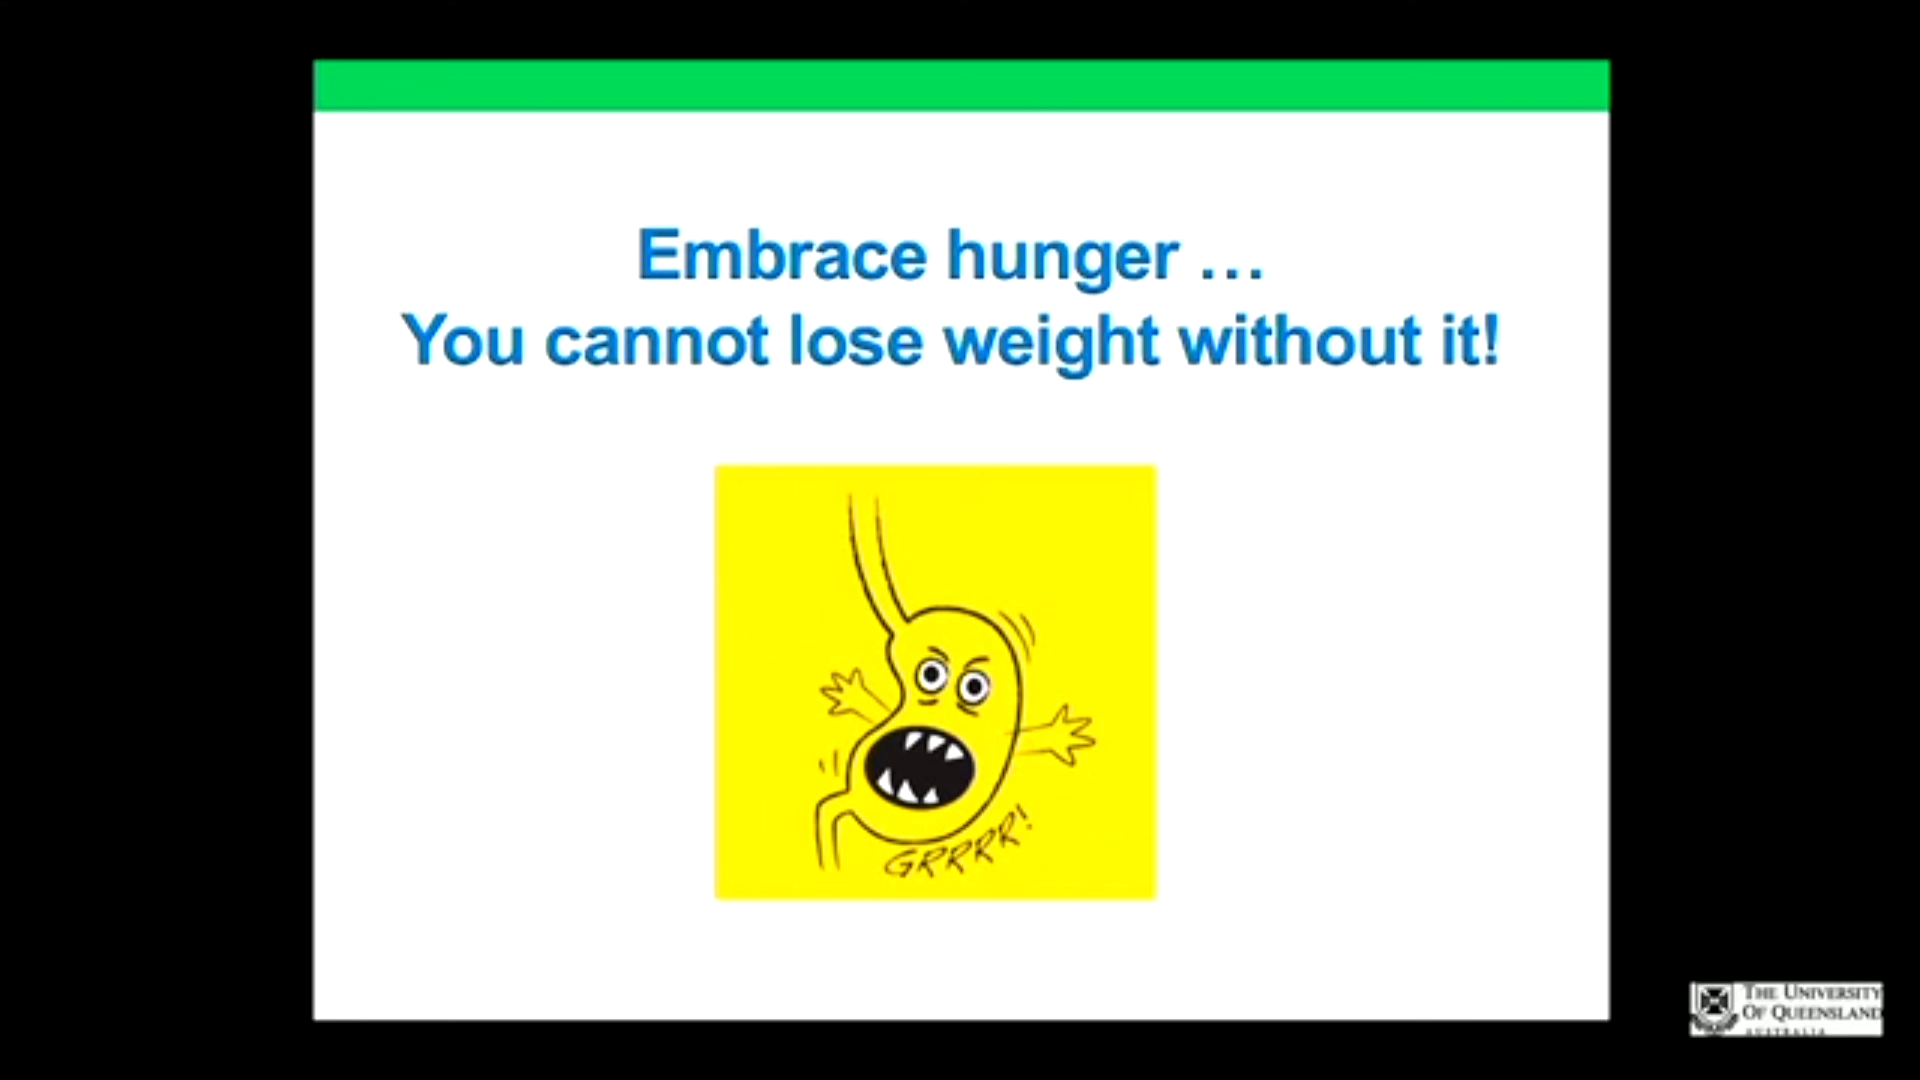 Embrace hunger ...
You cannot lose weight without it!
GRRRR!
THE UNIVERSITY
OF QUEENSLAND
AUSTRALIA